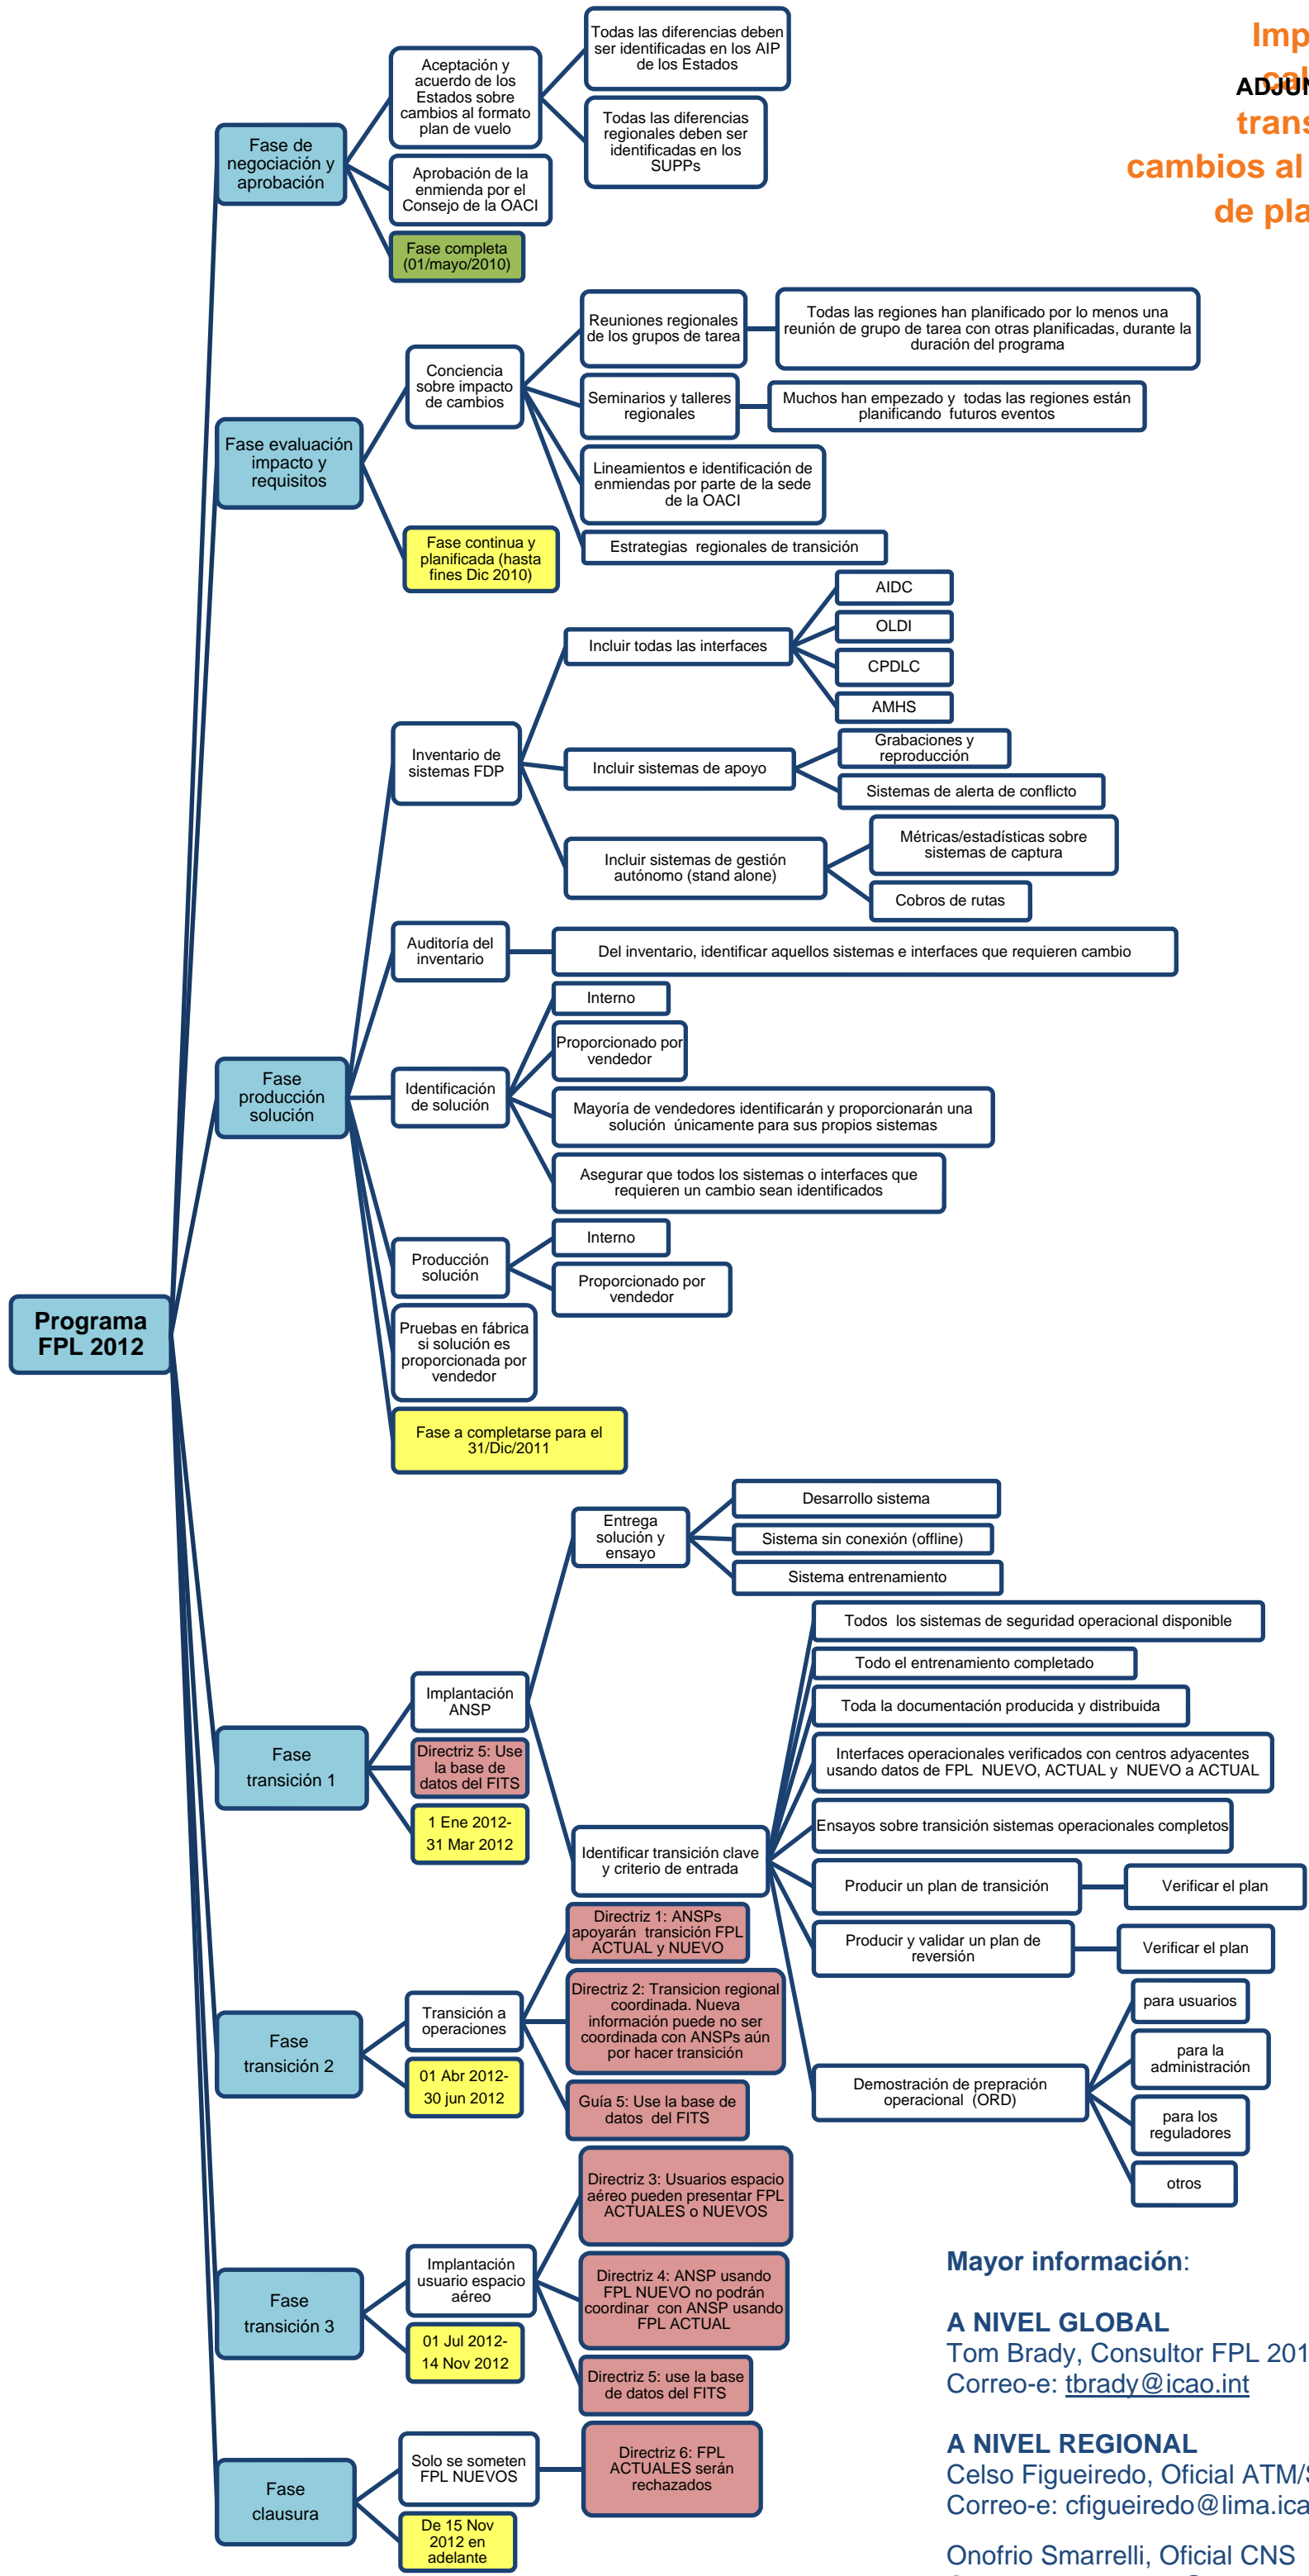 Imp
cal
ADJUN
trans
cambios al
de pla
Programa
FPL 2012
Fase de
negociación y
aprobación
Aceptación y
acuerdo de los
Estados sobre
cambios al formato
plan de vuelo
Todas las diferencias deben
ser identificadas en los AIP
de los Estados
Todas las diferencias
regionales deben ser
identificadas en los
SUPPs
Aprobación de la
enmienda por el
Consejo de la OACI
Fase completa
(01/mayo/2010)
Fase evaluación
impacto y
requisitos
Conciencia
sobre impacto
de cambios
Reuniones regionales
de los grupos de tarea
Todas las regiones han planificado por lo menos una
reunión de grupo de tarea con otras planificadas, durante la
duración del programa
Seminarios y talleres
regionales
Muchos han empezado y todas las regiones están
planificando futuros eventos
Lineamientos e identificación de
enmiendas por parte de la sede
de la OACI
Estrategias regionales de transición
Fase continua y
planificada (hasta
fines Dic 2010)
Fase
producción
solución
Inventario de
sistemas FDP
Incluir todas las interfaces
AIDC
OLDI
CPDLC
AMHS
Incluir sistemas de apoyo
Grabaciones y
reproducción
Sistemas de alerta de conflicto
Incluir sistemas de gestión
autónomo (stand alone)
Métricas/estadísticas sobre
sistemas de captura
Cobros de rutas
Auditoría del
inventario
Del inventario, identificar aquellos sistemas e interfaces que requieren cambio
Identificación
de solución
Interno
Proporcionado por
vendedor
Mayoría de vendedores identificarán y proporcionarán una
solución únicamente para sus propios sistemas
Asegurar que todos los sistemas o interfaces que
requieren un cambio sean identificados
Producción
solución
Interno
Proporcionado por
vendedor
Pruebas en fábrica
si solución es
proporcionada por
vendedor
Fase a completarse para el
31/Dic/2011
Fase
transición 1
Implantación
ANSP
Entrega
solución y
ensayo
Desarrollo sistema
Sistema sin conexión (offline)
Sistema entrenamiento
Identificar transición clave
y criterio de entrada
Todos los sistemas de seguridad operacional disponible
Todo el entrenamiento completado
Toda la documentación producida y distribuida
Interfaces operacionales verificados con centros adyacentes
usando datos de FPL NUEVO, ACTUAL y NUEVO a ACTUAL
Ensayos sobre transición sistemas operacionales completos
Producir un plan de transición
Verificar el plan
Producir y validar un plan de
reversión
Verificar el plan
Demostración de prepración
operacional (ORD)
para usuarios
para la
administración
para los
reguladores
otros
Directriz 5: Use
la base de
datos del FITS
1 Ene 2012-
31 Mar 2012
Fase
transición 2
Transición a
operaciones
Directriz 1: ANSPs
apoyarán transición FPL
ACTUAL y NUEVO
Directriz 2: Transicion regional
coordinada. Nueva
información puede no ser
coordinada con ANSPs aún
por hacer transición
Guía 5: Use la base de
datos del FITS
01 Abr 2012-
30 jun 2012
Fase
transición 3
Implantación
usuario espacio
aéreo
Directriz 3: Usuarios espacio
aéreo pueden presentar FPL
ACTUALES o NUEVOS
Directriz 4: ANSP usando
FPL NUEVO no podrán
coordinar con ANSP usando
FPL ACTUAL
Directriz 5: use la base
de datos del FITS
01 Jul 2012-
14 Nov 2012
Fase
clausura
Solo se someten
FPL NUEVOS
Directriz 6: FPL
ACTUALES serán
rechazados
De 15 Nov
2012 en
adelante
Mayor información:
A NIVEL GLOBAL
Tom Brady, Consultor FPL 201
Correo-e: tbrady@icao.int
A NIVEL REGIONAL
Celso Figueiredo, Oficial ATM/S
Correo-e: cfigueiredo@lima.ica
Onofrio Smarrelli, Oficial CNS